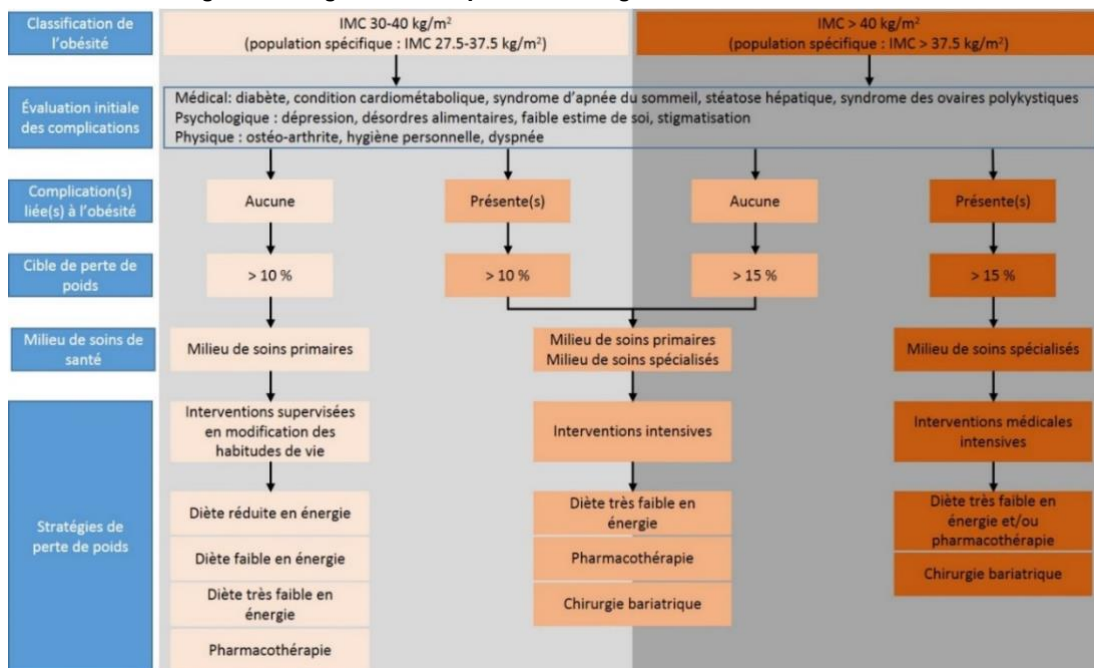 Classification de
l'obésité
IMC 30-40 kg/m²
(population spécifique : IMC 27.5-37.5 kg/m²)
IMC > 40 kg/m²
(population spécifique : IMC > 37.5 kg/m²)
Évaluation initiale
des complications
Médical: diabète, condition cardiométabolique, syndrome d'apnée du sommeil, stéatose hépatique, syndrome des ovaires polykystiques
Psychologique : dépression, désordres alimentaires, faible estime de soi, stigmatisation
Physique : ostéo-arthrite, hygiène personnelle, dyspnée
Complication(s)
liée(s) à l'obésité
Aucune
Présente(s)
Aucune
Présente(s)
Cible de perte de
poids
> 10 %
> 10 %
> 15 %
> 15 %
Milieu de soins de
santé
Milieu de soins primaires
Milieu de soins primaires
Milieu de soins spécialisés
Milieu de soins spécialisés
Stratégies de
perte de poids
Interventions supervisées
en modification des
habitudes de vie
Interventions intensives
Interventions médicales
intensives
Diète réduite en énergie
Diète faible en énergie
Diète très faible en
énergie
Pharmacothérapie
Diète très faible en
énergie
Pharmacothérapie
Chirurgie bariatrique
Diète très faible en
énergie et/ou
pharmacothérapie
Chirurgie bariatrique